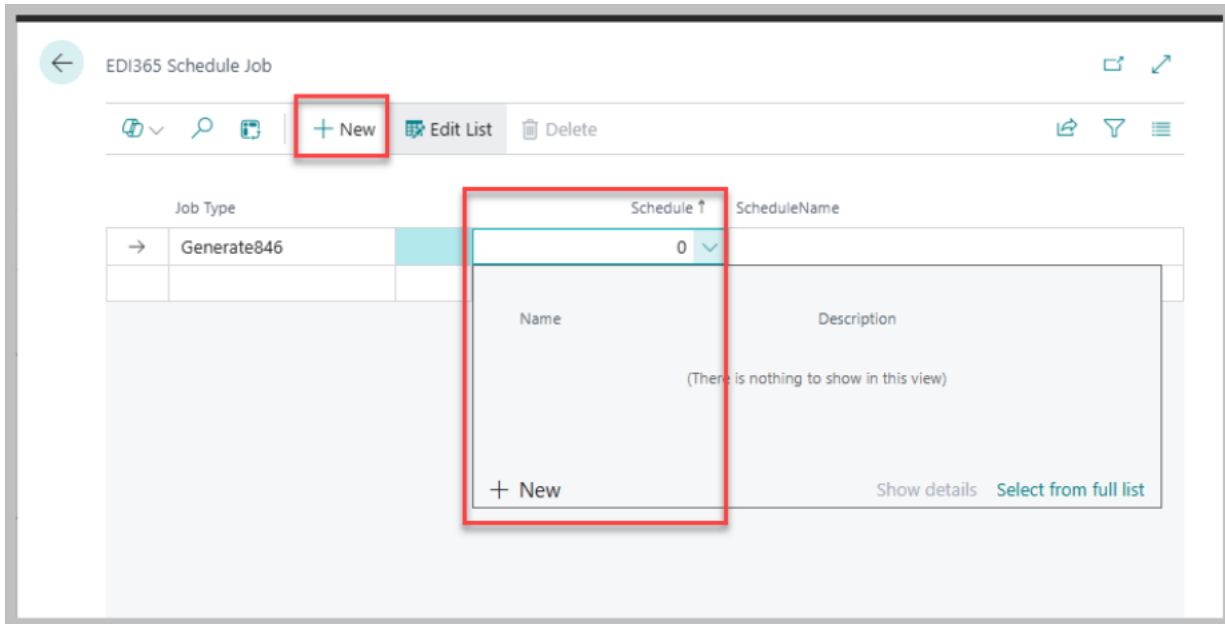 EDI365 Schedule Job
New Edit List Delete
Job Type Schedule ↑ ScheduleName
Generate846 0
Name Description
(There is nothing to show in this view)
New Show details Select from full list